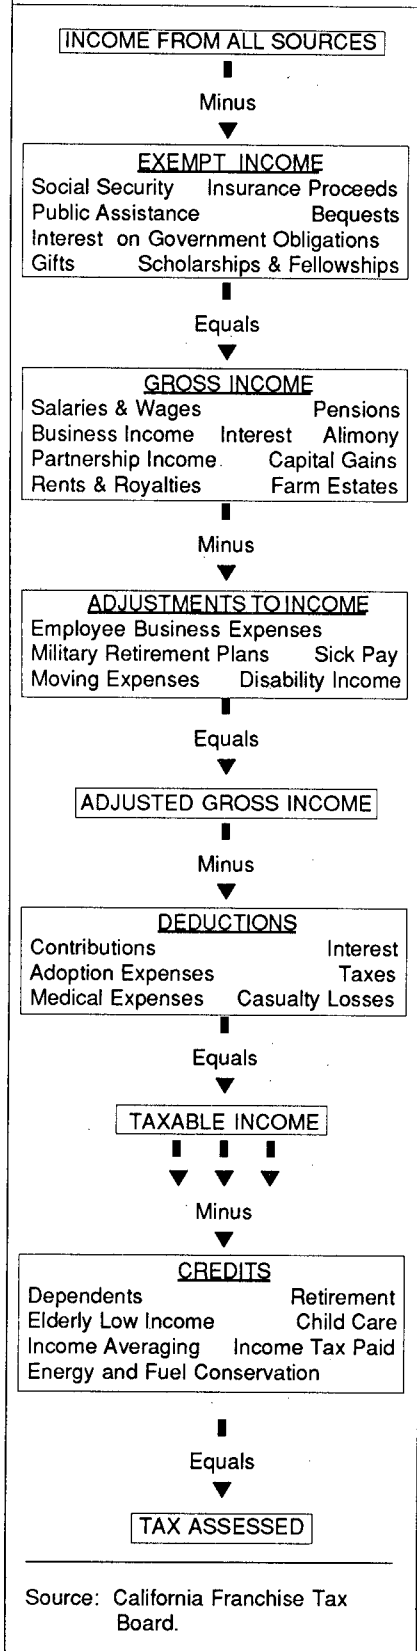 INCOME FROM ALL SOURCES
Minus
EXEMPT INCOME
Social Security Insurance Proceeds
Public Assistance Bequests
Interest on Government Obligations
Gifts Scholarships & Fellowships
Equals
GROSS INCOME
Salaries & Wages Pensions
Business Income Interest Alimony
Partnership Income Capital Gains
Rents & Royalties Farm Estates
Minus
ADJUSTMENTS TO INCOME
Employee Business Expenses
Military Retirement Plans Sick Pay
Moving Expenses Disability Income
Equals
ADJUSTED GROSS INCOME
Minus
DEDUCTIONS
Contributions Interest
Adoption Expenses Taxes
Medical Expenses Casualty Losses
Equals
TAXABLE INCOME
Minus
CREDITS
Dependents Retirement
Elderly Low Income Child Care
Income Averaging Income Tax Paid
Energy and Fuel Conservation
Equals
TAX ASSESSED
Source: California Franchise Tax
Board.